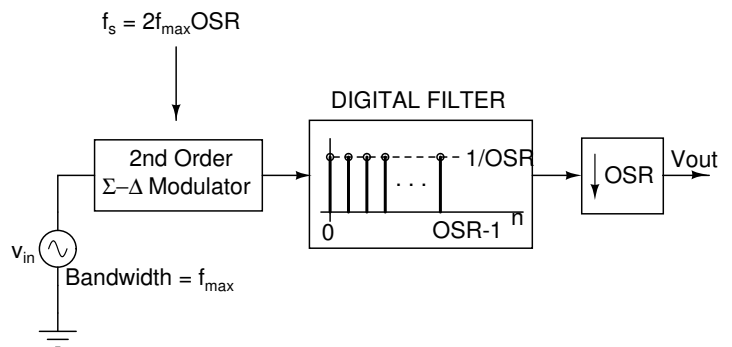 fs = 2fmaxOSR
DIGITAL FILTER
2nd Order
Σ−Δ Modulator
1/OSR
. . .
0
OSR-1
n
OSR
Vout
vin
Bandwidth = fmax